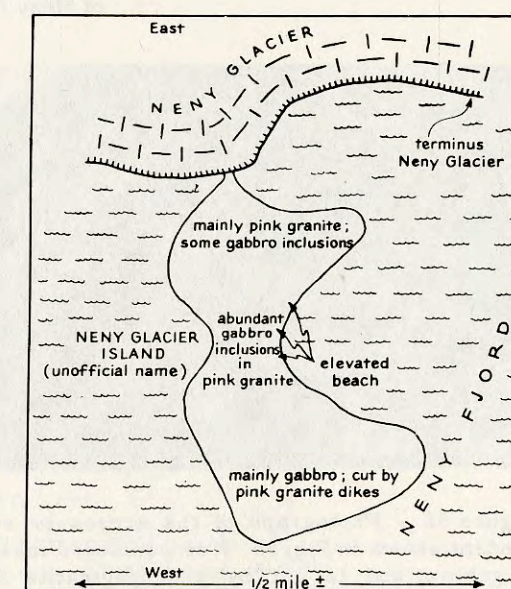 East
NENY GLACIER
terminus
Neny Glacier
mainly pink granite;
some gabbro inclusions
abundant
gabbro
inclusions
in
pink granite
NENY GLACIER
ISLAND
(unofficial name)
elevated
beach
NENY FJORD
mainly gabbro; cut by
pink granite dikes
West
1/2 mile ±